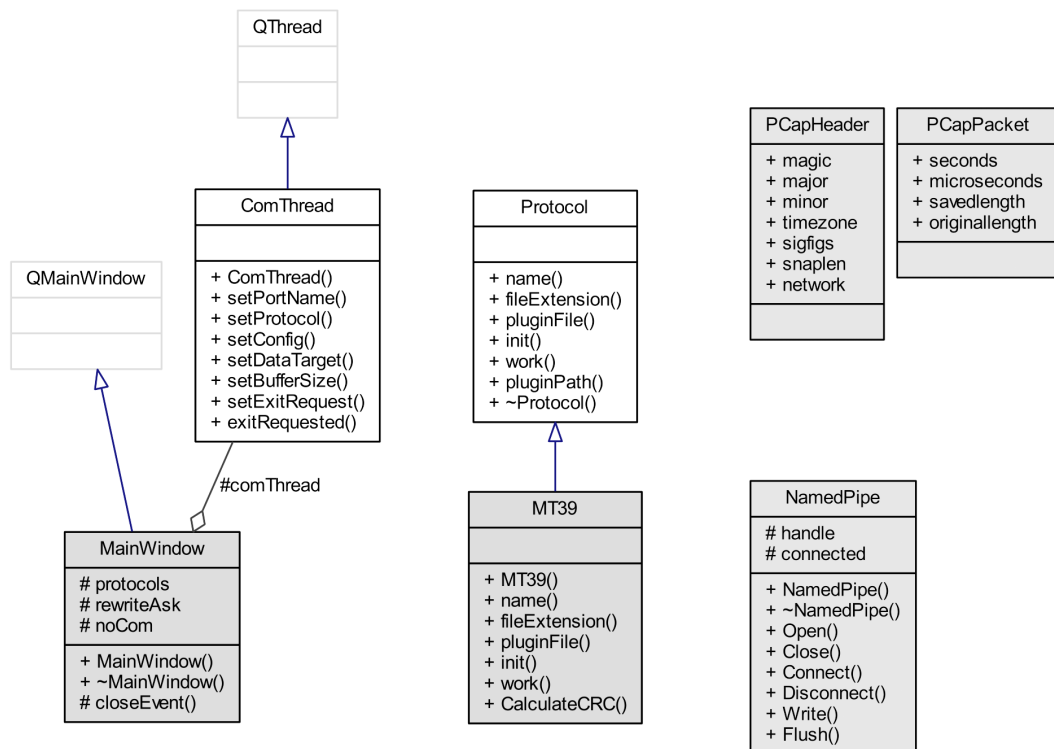 QThread
PCapHeader
+ magic
+ major
+ minor
+ timezone
+ sigfigs
+ snaplen
+ network
PCapPacket
+ seconds
+ microseconds
+ savedlength
+ originallength
ComThread
+ ComThread()
+ setPortName()
+ setProtocol()
+ setConfig()
+ setDataTarget()
+ setBufferSize()
+ setExitRequest()
+ exitRequested()
Protocol
+ name()
+ fileExtension()
+ pluginFile()
+ init()
+ work()
+ pluginPath()
+ ~Protocol()
QMainWindow
#comThread
MainWindow
# protocols
# rewriteAsk
# noCom
+ MainWindow()
+ ~MainWindow()
# closeEvent()
MT39
+ MT39()
+ name()
+ fileExtension()
+ pluginFile()
+ init()
+ work()
+ CalculateCRC()
NamedPipe
# handle
# connected
+ NamedPipe()
+ ~NamedPipe()
+ Open()
+ Close()
+ Connect()
+ Disconnect()
+ Write()
+ Flush()